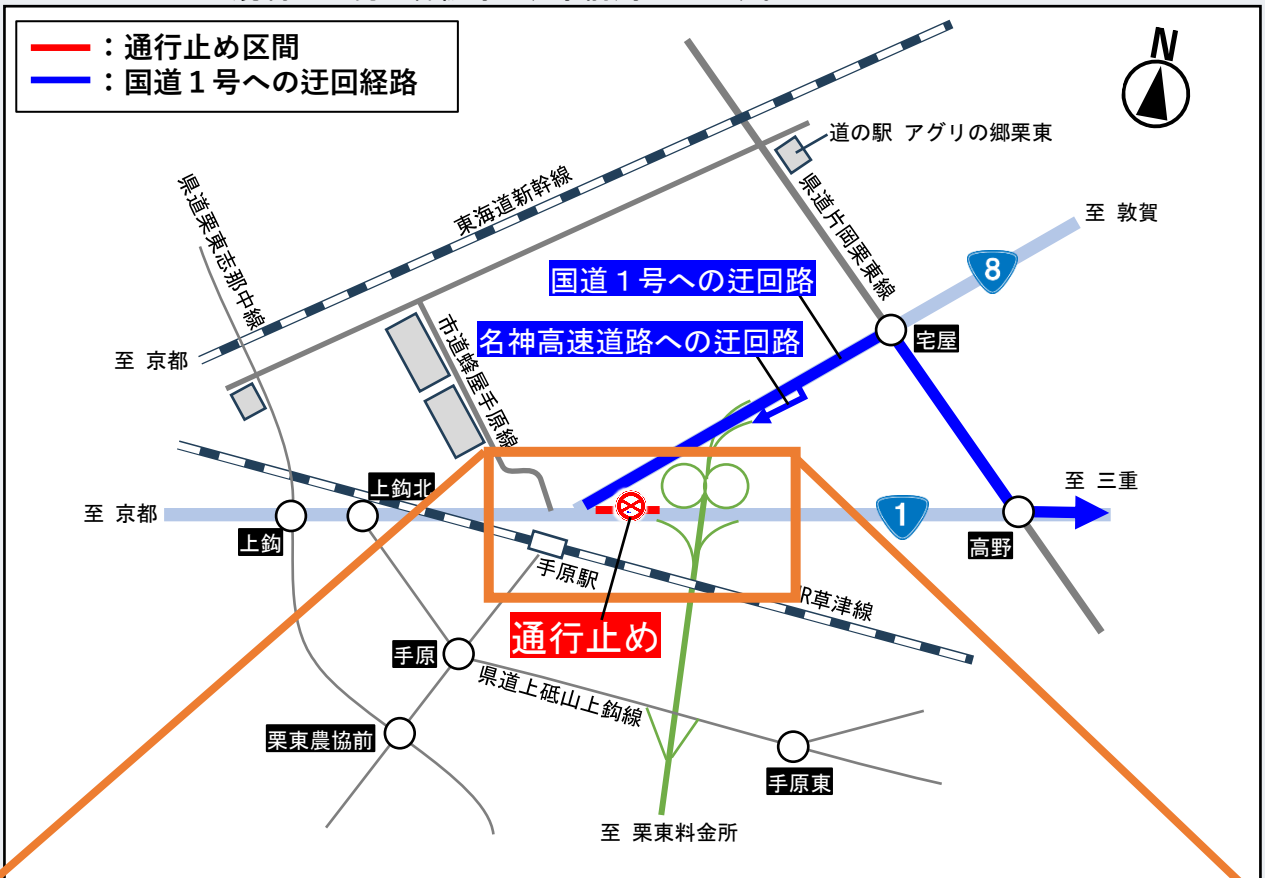 ：通行止め区間
：国道１号への迂回経路
N
道の駅 アグリの郷栗東
県道栗東志那中線
東海道新幹線
県道片岡栗東線
至 敦賀
8
国道１号への迂回路
市道蜂屋手原線
名神高速道路への迂回路
宅屋
至 京都
上鈎北
至 三重
至 京都
1
上鈎
高野
手原駅
JR草津線
通行止め
手原
県道上砥山上鈎線
栗東農協前
手原東
至 栗東料金所